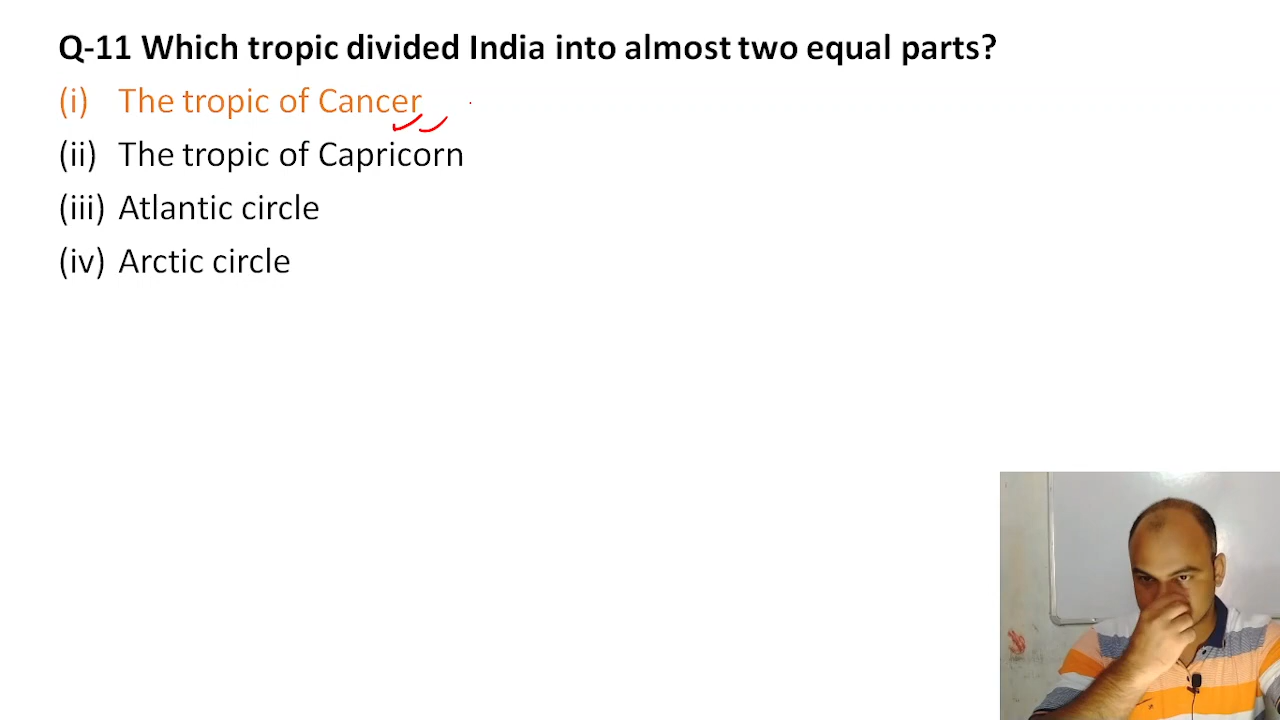 Q-11 Which tropic divided India into almost two equal parts?
(i) The tropic of Cancer
(ii) The tropic of Capricorn
(iii) Atlantic circle
(iv) Arctic circle